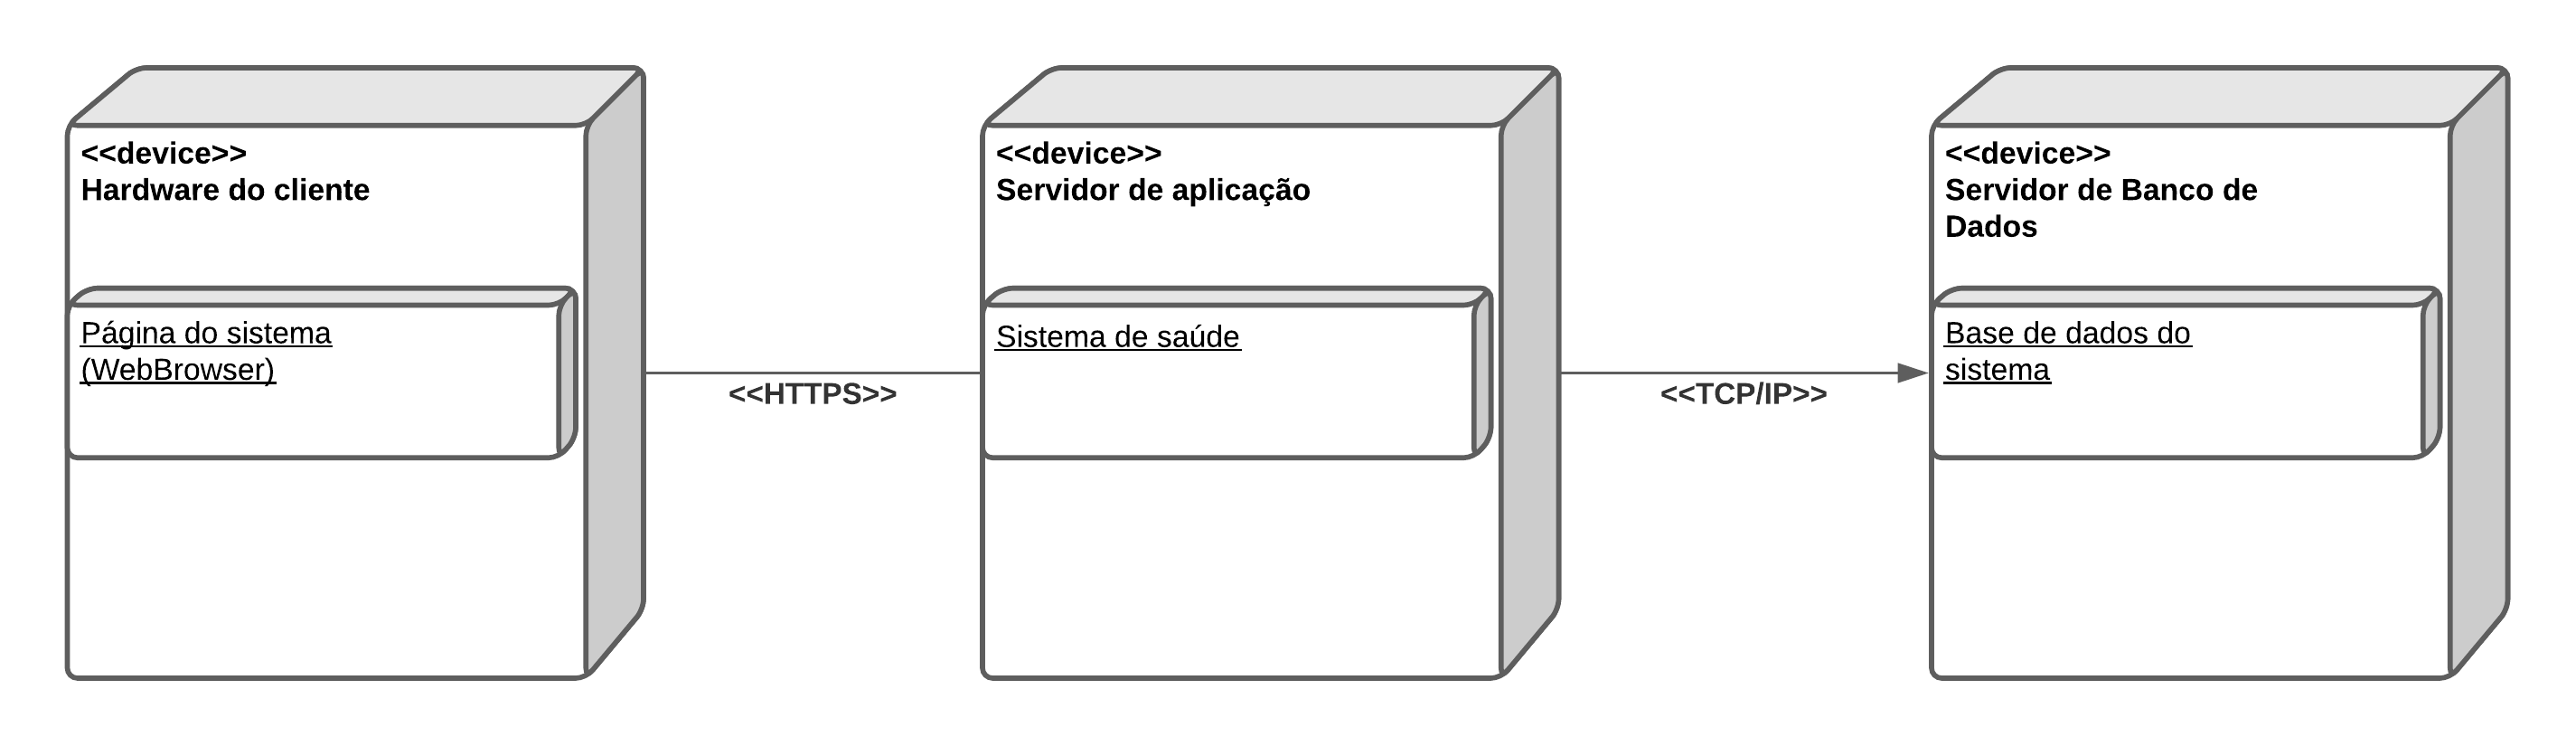 <<device>>
Hardware do cliente
Página do sistema
(WebBrowser)
<<HTTPS>>
<<device>>
Servidor de aplicação
Sistema de saúde
<<TCP/IP>>
<<device>>
Servidor de Banco de
Dados
Base de dados do
sistema